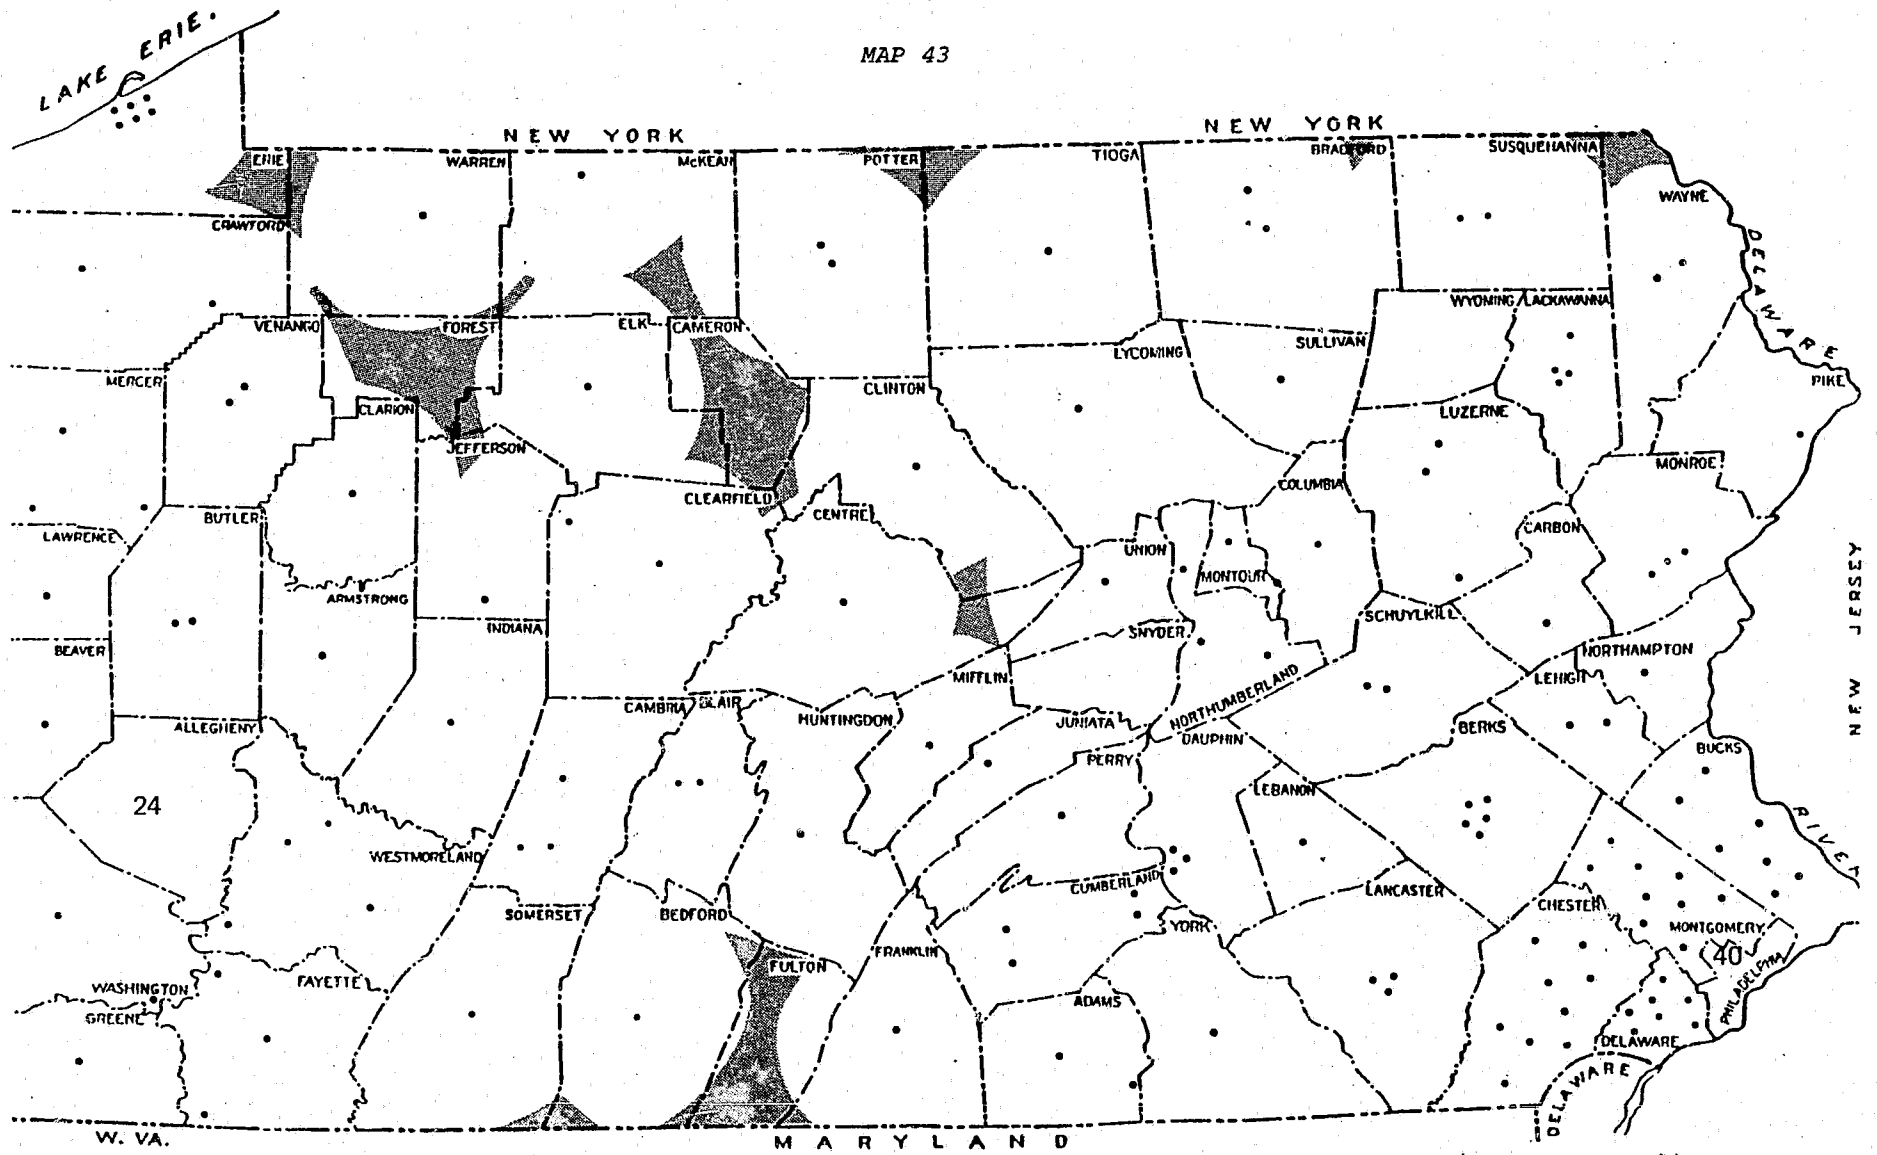 MAP 43
LAKE ERIE.
NEW YORK
NEW YORK
ERIE
WARREN
McKEAN
POTTER
TIOGA
BRADFORD
SUSQUEHANNA
WAYNE
CRAWFORD
DELAWARE
VENANGO
FOREST
ELK
CAMERON
WYOMING
LACKAWANNA
LYCOMING
SULLIVAN
MERCER
CLINTON
PIKE
CLARION
LUZERNE
JEFFERSON
MONROE
CLEARFIELD
COLUMBIA
BUTLER
CENTRE
CARBON
LAWRENCE
UNION
MONTOUR
ARMSTRONG
SCHUYLKILL
INDIANA
SNYDER
BEAVER
NORTHAMPTON
MIFFLIN
LEHIGH
NEW JERSEY
CAMBRIA
BLAIR
HUNTINGDON
JUNIATA
NORTHUMBERLAND
ALLEGHENY
DAUPHIN
BERKS
BUCKS
PERRY
LEBANON
24
RIVER
WESTMORELAND
CUMBERLAND
LANCASTER
SOMERSET
BEDFORD
CHESTER
YORK
MONTGOMERY
FRANKLIN
40
FULTON
PHILADELPHIA
WASHINGTON
FAYETTE
ADAMS
GREENE
DELAWARE
DELAWARE
W. VA.
MARYLAND